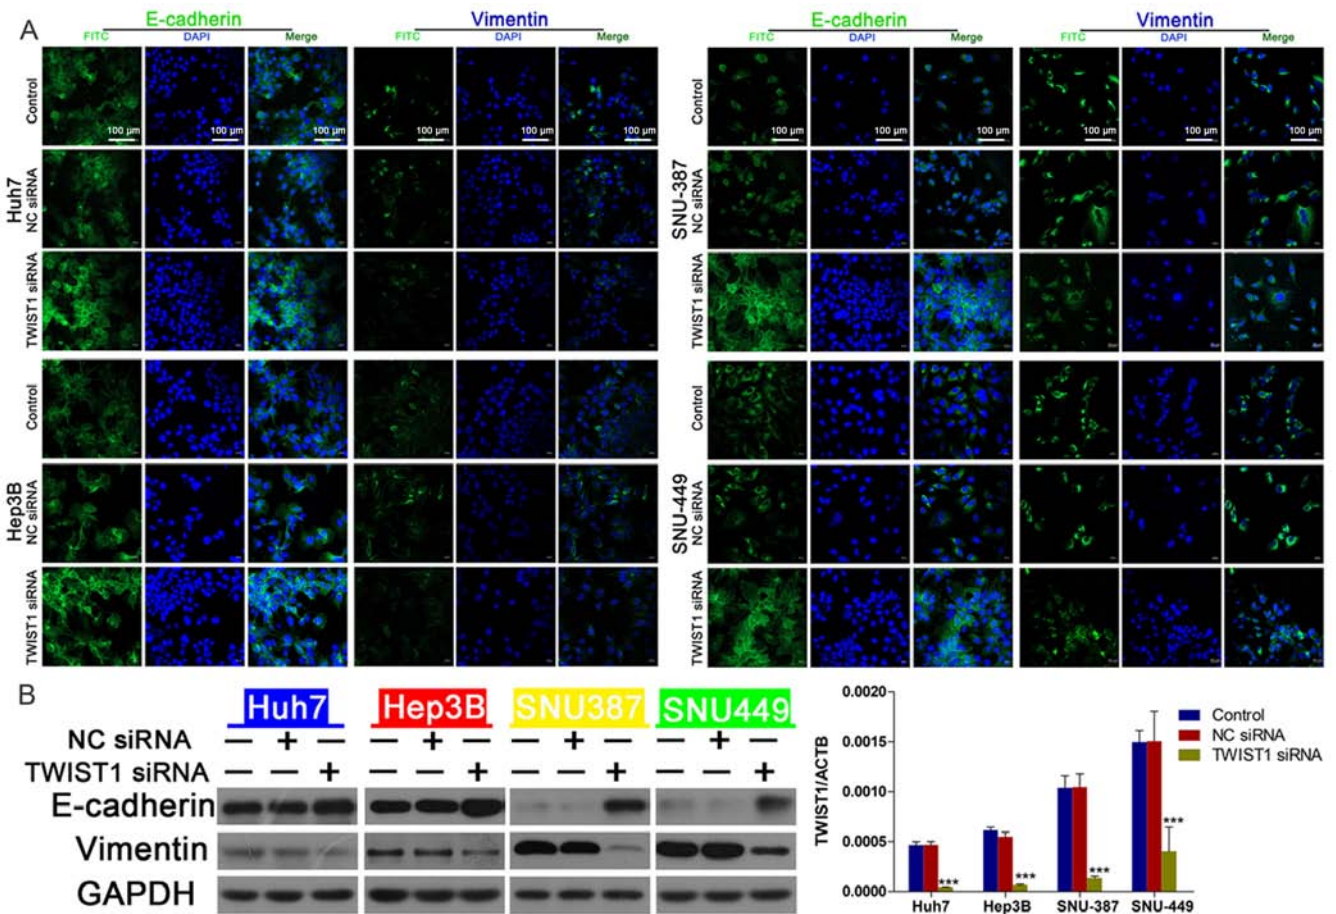 A
E-cadherin Vimentin E-cadherin Vimentin
FITC DAPI Merge FITC DAPI Merge FITC DAPI Merge FITC DAPI Merge
Huh7
SNU-387
Control
100 μm 100 μm 100 μm 100 μm 100 μm 100 μm
Control
100 μm 100 μm 100 μm 100 μm 100 μm 100 μm
NC siRNA
NC siRNA
TWIST1 siRNA
TWIST1 siRNA
Hep3B
SNU-449
Control
Control
NC siRNA
NC siRNA
TWIST1 siRNA
TWIST1 siRNA
B
Huh7 Hep3B SNU387 SNU449
NC siRNA − + − − + − − + − − + −
TWIST1 siRNA − − + − − + − − + − − +
E-cadherin
Vimentin
GAPDH
TWIST1/ACTB
0.0020
0.0015
0.0010
0.0005
0.0000
Control
NC siRNA
TWIST1 siRNA
*** *** *** ***
Huh7 Hep3B SNU-387 SNU-449